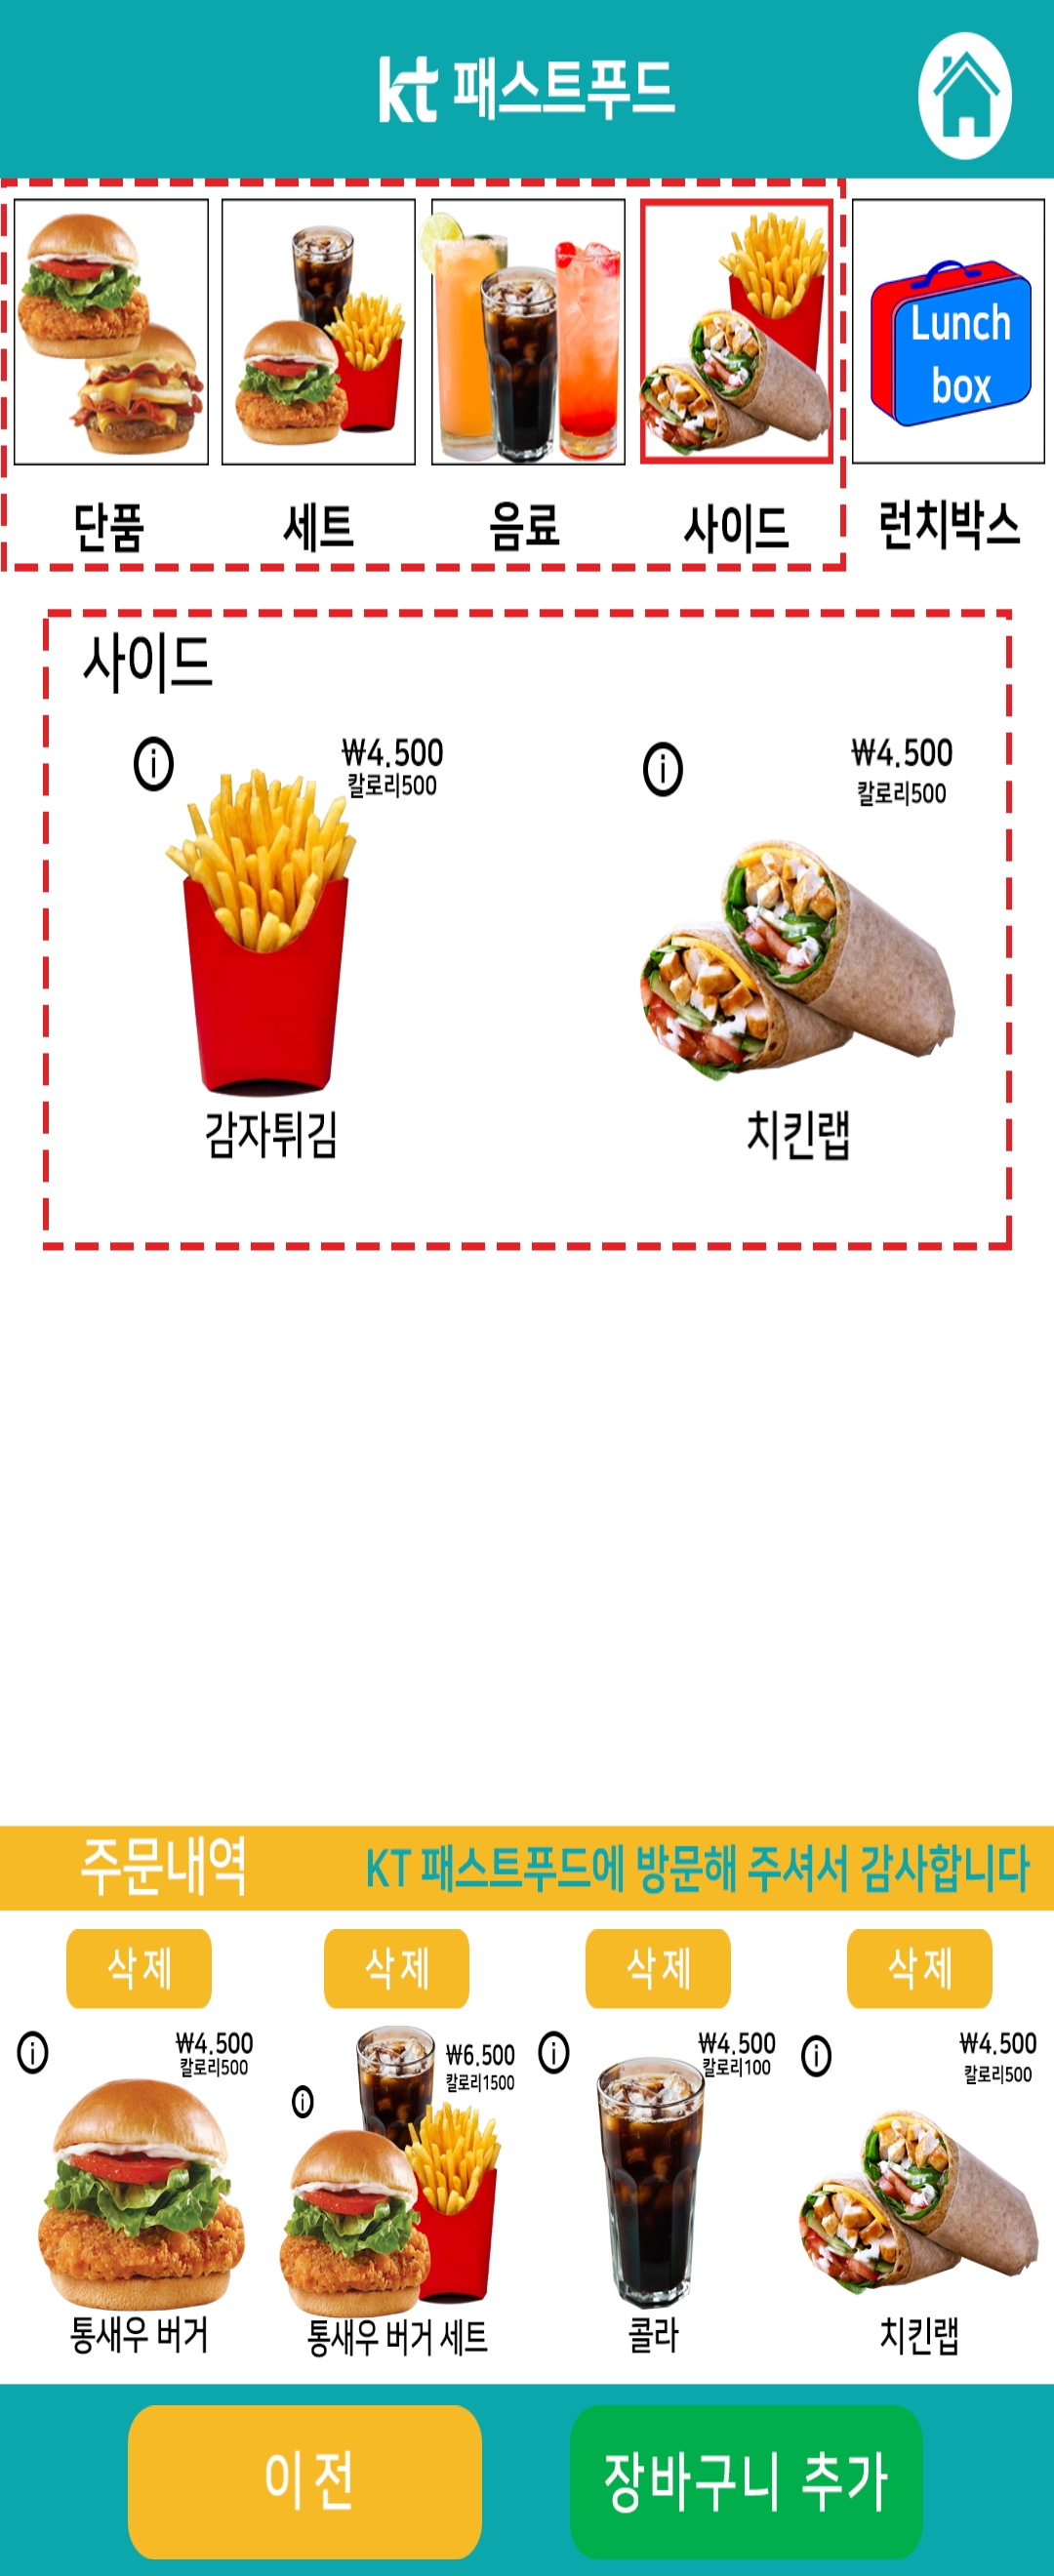 kt 패스트푸드
Lunch
box
단품 세트 음료 사이드 런치박스
사이드
i ₩4.500 i ₩4.500
칼로리500 칼로리500
감자튀김 치킨랩
주문내역 KT 패스트푸드에 방문해 주셔서 감사합니다
삭제 삭제 삭제 삭제
i ₩4.500 i ₩6.500 i ₩4.500 i ₩4.500
칼로리500 칼로리1500 칼로리100 칼로리500
통새우 버거 통새우 버거 세트 콜라 치킨랩
이전 장바구니 추가